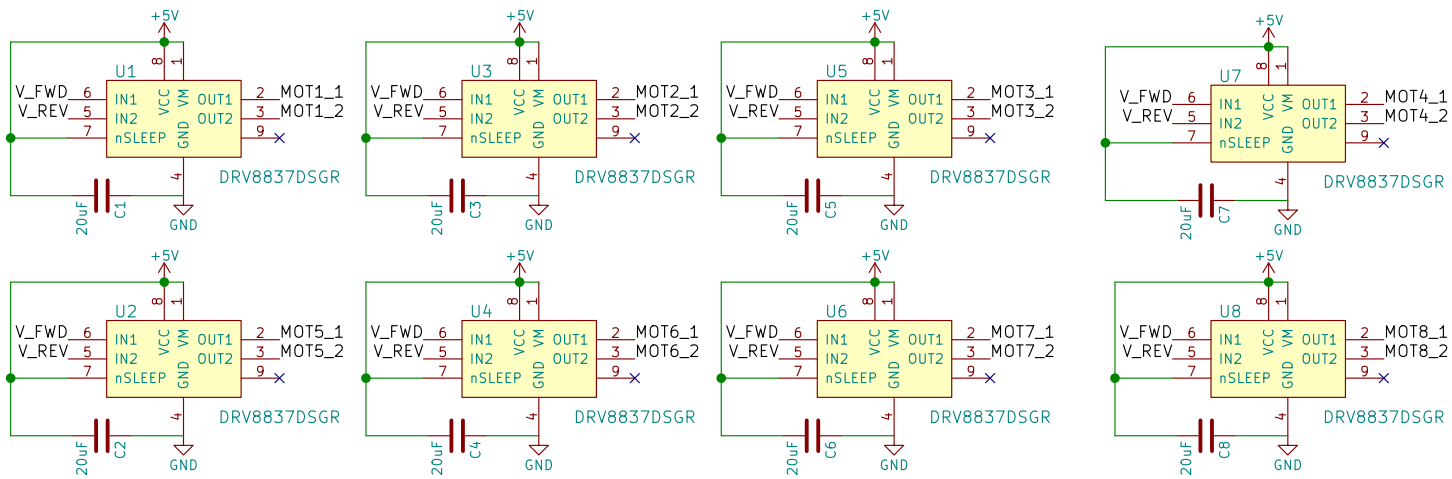 +5V
8
1
U1
V_FWD 6 IN1 VCC VM OUT1 2 MOT1_1
V_REV 5 IN2 GND OUT2 3 MOT1_2
7 nSLEEP 9
4
DRV8837DSGR
20uF C1
GND
+5V
8
1
U3
V_FWD 6 IN1 VCC VM OUT1 2 MOT2_1
V_REV 5 IN2 GND OUT2 3 MOT2_2
7 nSLEEP 9
4
DRV8837DSGR
20uF C3
GND
+5V
8
1
U5
V_FWD 6 IN1 VCC VM OUT1 2 MOT3_1
V_REV 5 IN2 GND OUT2 3 MOT3_2
7 nSLEEP 9
4
DRV8837DSGR
20uF C5
GND
+5V
8
1
U7
V_FWD 6 IN1 VCC VM OUT1 2 MOT4_1
V_REV 5 IN2 GND OUT2 3 MOT4_2
7 nSLEEP 9
4
DRV8837DSGR
20uF C7
GND
+5V
8
1
U2
V_FWD 6 IN1 VCC VM OUT1 2 MOT5_1
V_REV 5 IN2 GND OUT2 3 MOT5_2
7 nSLEEP 9
4
DRV8837DSGR
20uF C2
GND
+5V
8
1
U4
V_FWD 6 IN1 VCC VM OUT1 2 MOT6_1
V_REV 5 IN2 GND OUT2 3 MOT6_2
7 nSLEEP 9
4
DRV8837DSGR
20uF C4
GND
+5V
8
1
U6
V_FWD 6 IN1 VCC VM OUT1 2 MOT7_1
V_REV 5 IN2 GND OUT2 3 MOT7_2
7 nSLEEP 9
4
DRV8837DSGR
20uF C6
GND
+5V
8
1
U8
V_FWD 6 IN1 VCC VM OUT1 2 MOT8_1
V_REV 5 IN2 GND OUT2 3 MOT8_2
7 nSLEEP 9
4
DRV8837DSGR
20uF C8
GND